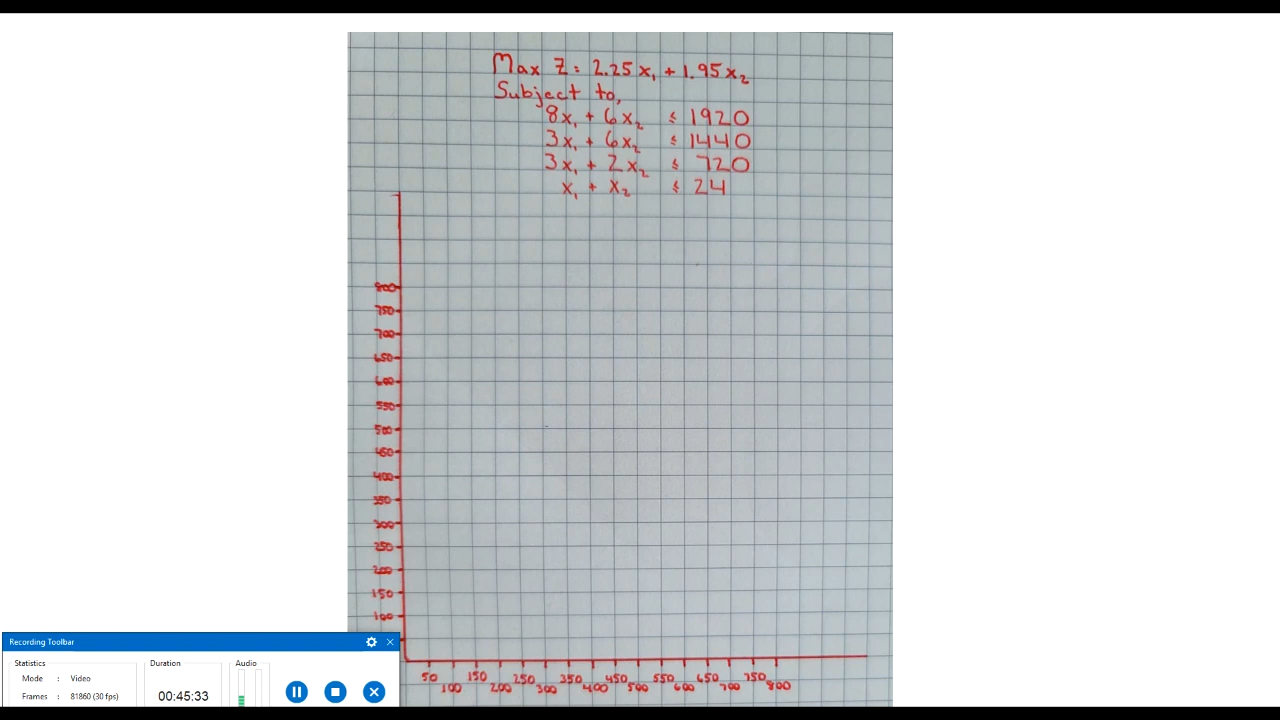 Max Z = 2.25x₁ + 1.95x₂
Subject to,
8x₁ + 6x₂ ≤ 1920
3x₁ + 6x₂ ≤ 1440
3x₁ + 2x₂ ≤ 720
x₁ + x₂ ≤ 24
800
750
700
650
600
550
500
450
400
350
300
250
200
150
100
50 150 250 350 450 550 650 750
100 200 300 400 500 600 700 800
Recording Toolbar
Statistics Duration Audio
Mode : Video
Frames : 81860 (30 fps) 00:45:33